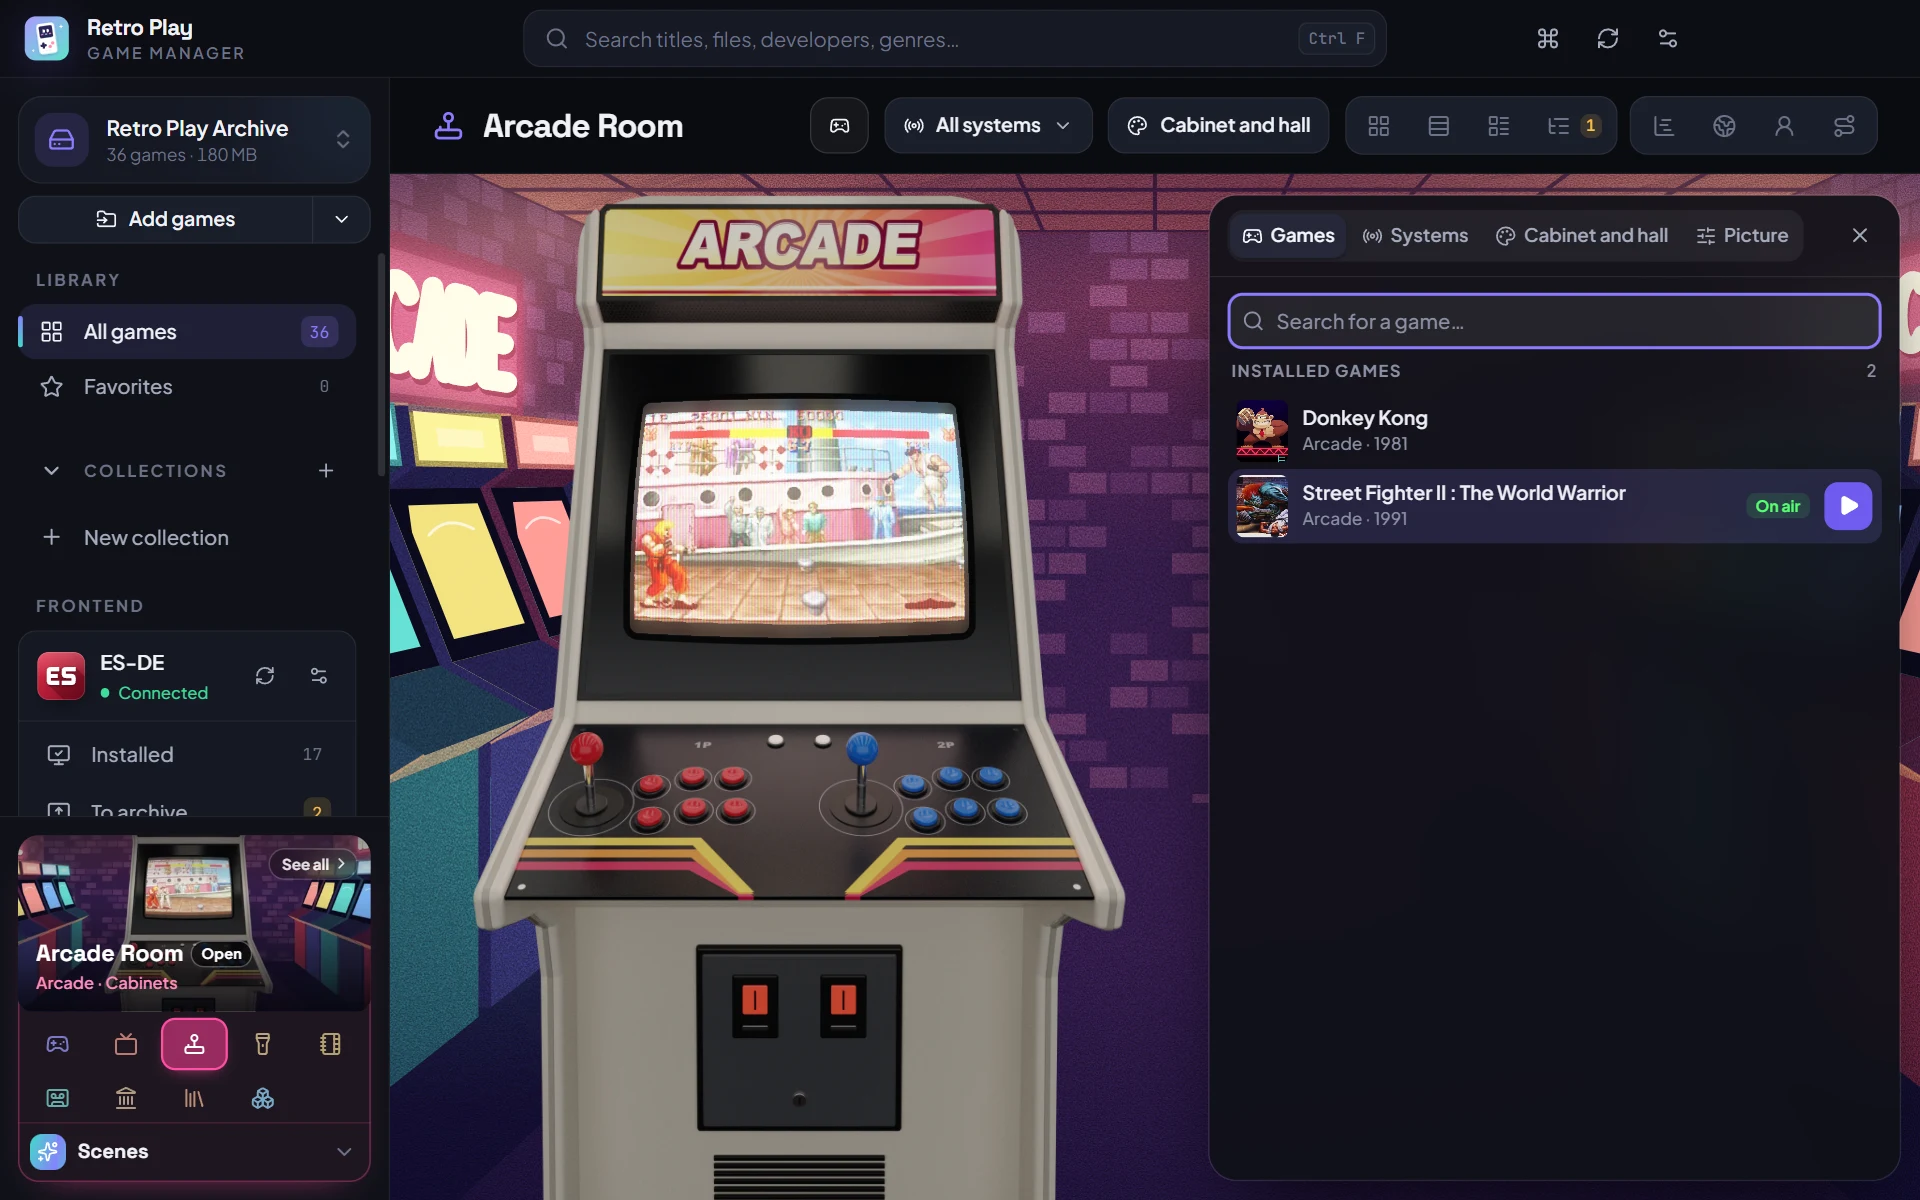 Retro Play
GAME MANAGER
Search titles, files, developers, genres...
Ctrl F
Retro Play Archive
36 games · 180 MB
Add games
LIBRARY
All games 36
Favorites 0
COLLECTIONS
New collection
FRONTEND
ES
ES-DE
Connected
Installed 17
To archive 2
See all
Arcade Room Open
Arcade · Cabinets
Scenes
Arcade Room
All systems
Cabinet and hall
1
ARCADE
1P
2P
Games
Systems
Cabinet and hall
Picture
Search for a game...
INSTALLED GAMES 2
Donkey Kong
Arcade · 1981
Street Fighter II : The World Warrior
Arcade · 1991
On air